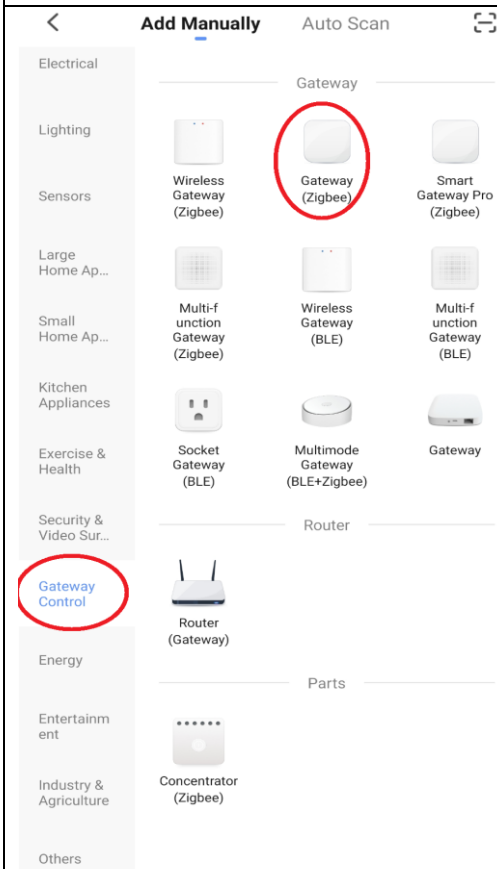 Add Manually
Auto Scan
Electrical
Lighting
Sensors
Large
Home Ap...
Small
Home Ap...
Kitchen
Appliances
Exercise &
Health
Security &
Video Sur...
Gateway
Control
Energy
Entertainm
ent
Industry &
Agriculture
Others
Gateway
Wireless
Gateway
(Zigbee)
Gateway
(Zigbee)
Smart
Gateway Pro
(Zigbee)
Multi-f
unction
Gateway
(Zigbee)
Wireless
Gateway
(BLE)
Multi-f
unction
Gateway
(BLE)
Socket
Gateway
(BLE)
Multimode
Gateway
(BLE+Zigbee)
Gateway
Router
Router
(Gateway)
Parts
Concentrator
(Zigbee)